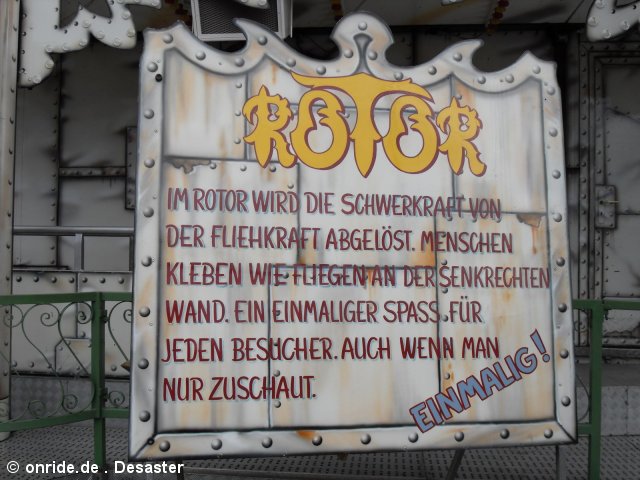 ROTOR
IM ROTOR WIRD DIE SCHWERKRAFT VON
DER FLIEHKRAFT ABGELÖST. MENSCHEN
KLEBEN WIE FLIEGEN AN DER SENKRECHTEN
WAND. EIN EINMALIGER SPASS FÜR
JEDEN BESUCHER. AUCH WENN MAN
NUR ZUSCHAUT.
EINMALIG!
© onride.de . Desaster